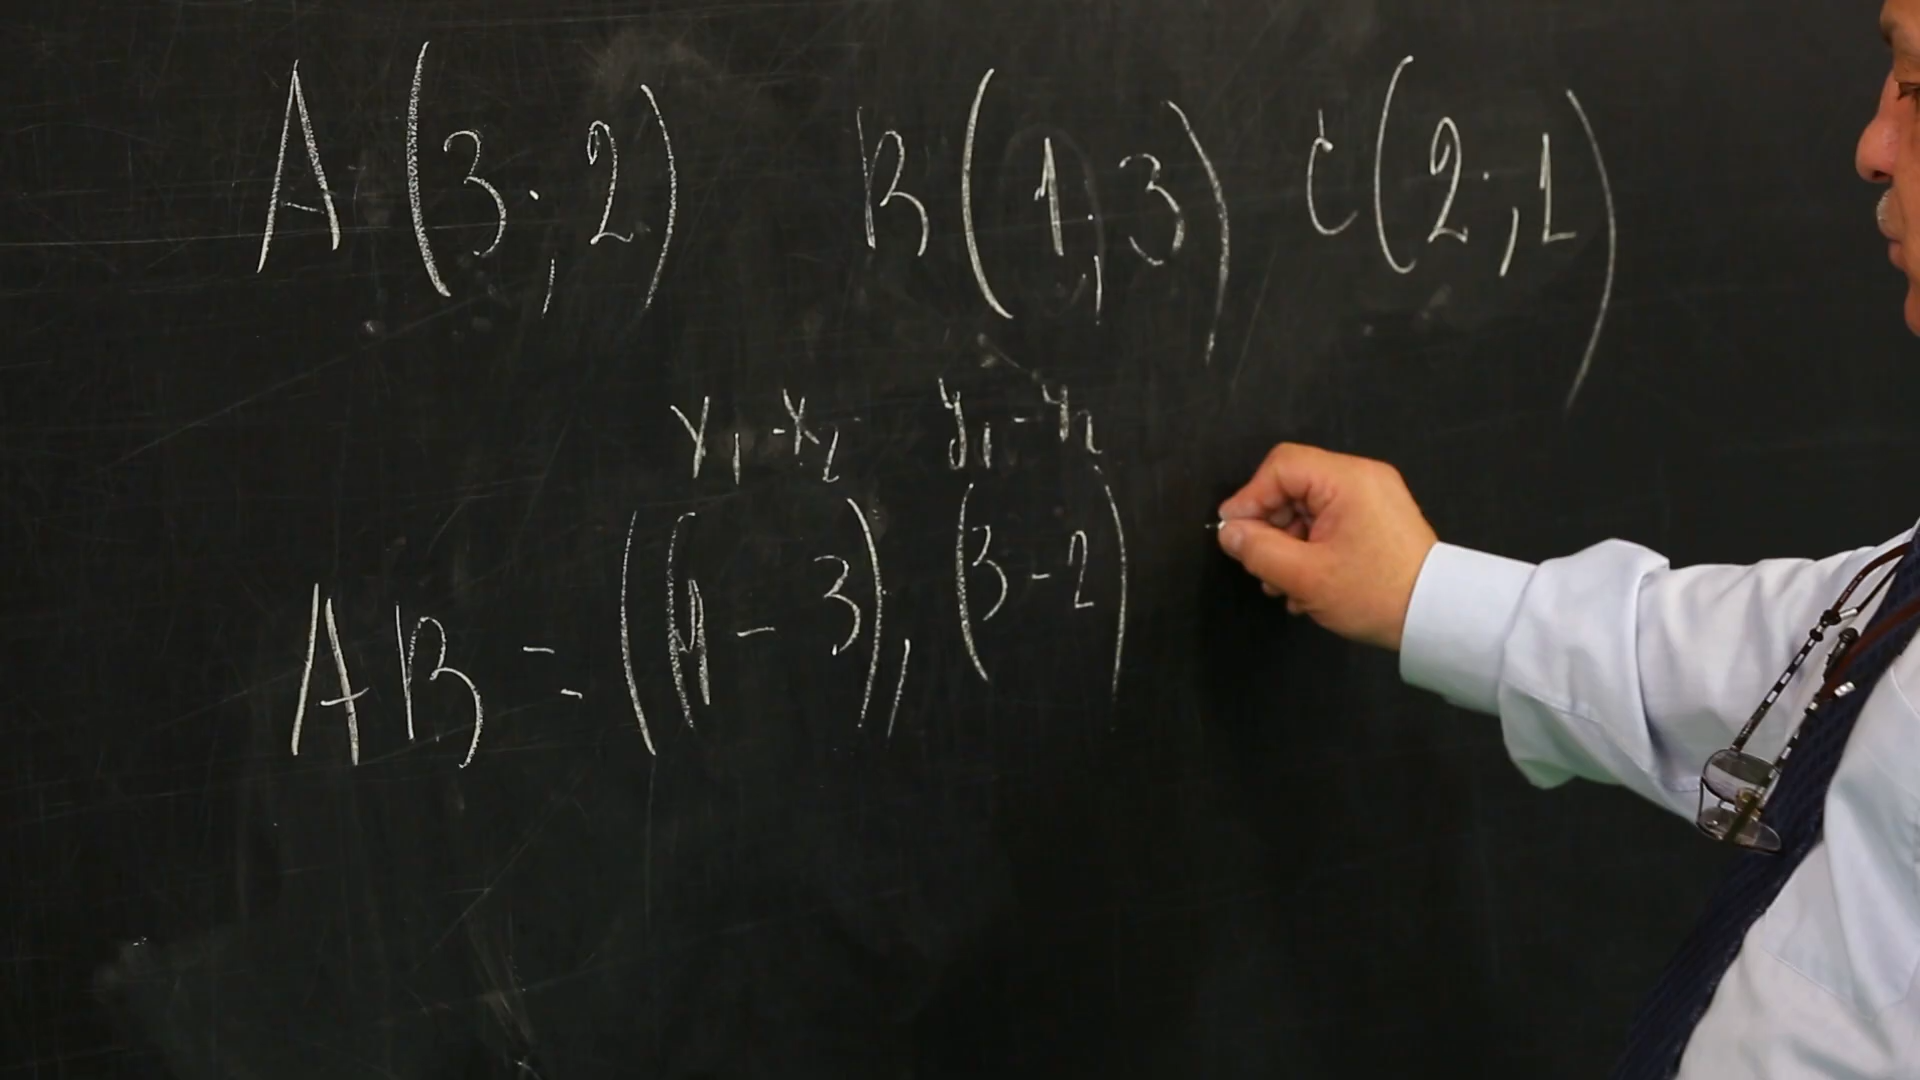 A(3;2) B(1;3) C(2;1)
x₁-x₂ y₁-y₂
AB = ((1-3), (3-2)